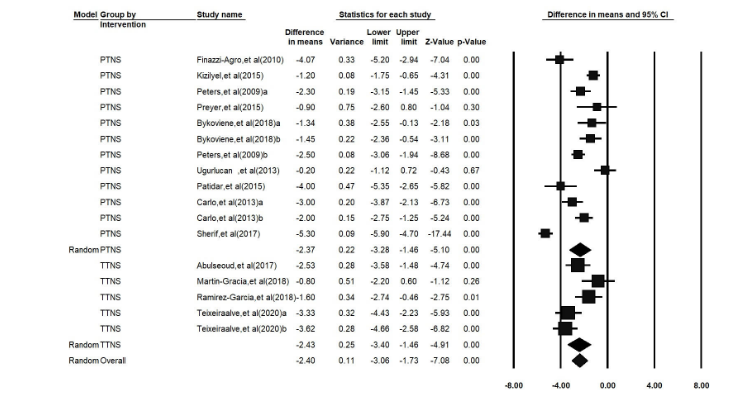 Model Group by Study name Statistics for each study Difference in means and 95% CI
Intervention
Difference in means Variance Lower limit Upper limit Z-Value p-Value
PTNS Finazzi-Agro,et al(2010) -4.07 0.33 -5.20 -2.94 -7.04 0.00
PTNS Kizilyel,et al(2015) -1.20 0.08 -1.75 -0.65 -4.31 0.00
PTNS Peters,et al(2009)a -2.30 0.19 -3.15 -1.45 -5.33 0.00
PTNS Preyer,et al(2015) -0.90 0.75 -2.60 0.80 -1.04 0.30
PTNS Bykoviene,et al(2018)a -1.34 0.38 -2.55 -0.13 -2.18 0.03
PTNS Bykoviene,et al(2018)b -1.45 0.22 -2.36 -0.54 -3.11 0.00
PTNS Peters,et al(2009)b -2.50 0.08 -3.06 -1.94 -8.68 0.00
PTNS Ugurlucan ,et al(2013) -0.20 0.22 -1.12 0.72 -0.43 0.67
PTNS Patidar,et al(2015) -4.00 0.47 -5.35 -2.65 -5.82 0.00
PTNS Carlo,et al(2013)a -3.00 0.20 -3.87 -2.13 -6.73 0.00
PTNS Carlo,et al(2013)b -2.00 0.15 -2.75 -1.25 -5.24 0.00
PTNS Sherif,et al(2017) -5.30 0.09 -5.90 -4.70 -17.44 0.00
Random PTNS -2.37 0.22 -3.28 -1.46 -5.10 0.00
TTNS Abulseoud,et al(2017) -2.53 0.28 -3.58 -1.48 -4.74 0.00
TTNS Martin-Gracia,et al(2018) -0.80 0.51 -2.20 0.60 -1.12 0.26
TTNS Ramirez-Garcia,et al(2018) -1.60 0.34 -2.74 -0.46 -2.75 0.01
TTNS Teixeiraalve,et al(2020)a -3.33 0.32 -4.43 -2.23 -5.93 0.00
TTNS Teixeiraalve,et al(2020)b -3.62 0.28 -4.66 -2.58 -6.82 0.00
Random TTNS -2.43 0.25 -3.40 -1.46 -4.91 0.00
Random Overall -2.40 0.11 -3.06 -1.73 -7.08 0.00
-8.00 -4.00 0.00 4.00 8.00